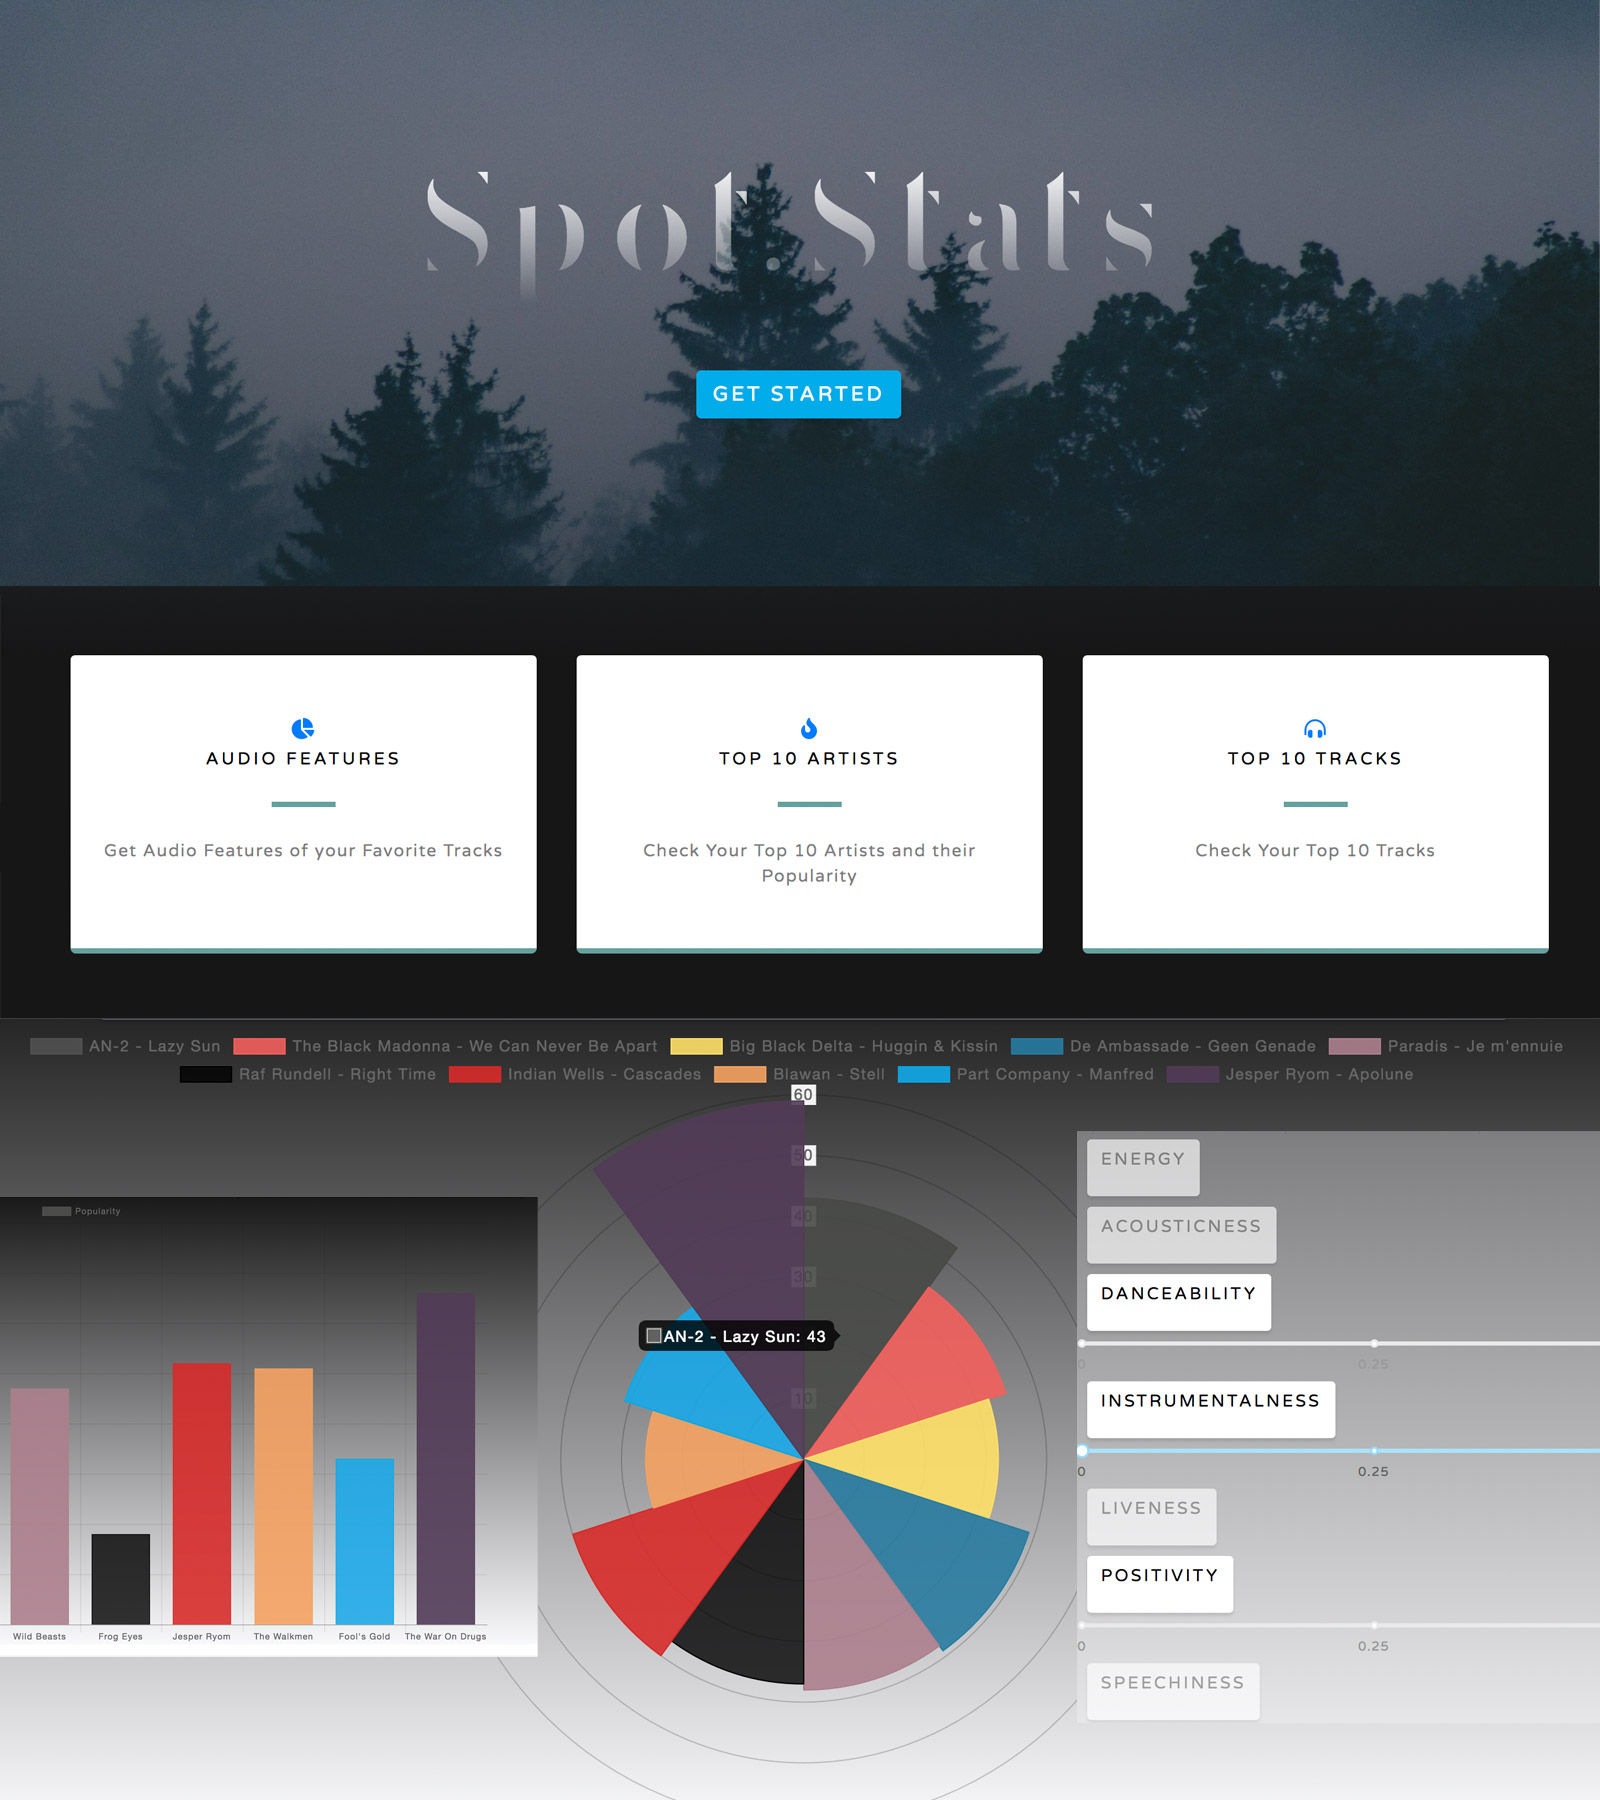 Spot.Stats
GET STARTED
AUDIO FEATURES
Get Audio Features of your Favorite Tracks
TOP 10 ARTISTS
Check Your Top 10 Artists and their
Popularity
TOP 10 TRACKS
Check Your Top 10 Tracks
AN-2 - Lazy Sun The Black Madonna - We Can Never Be Apart Big Black Delta - Huggin & Kissin De Ambassade - Geen Genade Paradis - Je m'ennuie
Raf Rundell - Right Time Indian Wells - Cascades Blawan - Stell Part Company - Manfred Jesper Ryom - Apolune
60
50
40
30
AN-2 - Lazy Sun: 43
10
Popularity
Wild Beasts Frog Eyes Jesper Ryom The Walkmen Fool's Gold The War On Drugs
ENERGY
ACOUSTICNESS
DANCEABILITY
0 0.25
INSTRUMENTALNESS
0 0.25
LIVENESS
POSITIVITY
0 0.25
SPEECHINESS